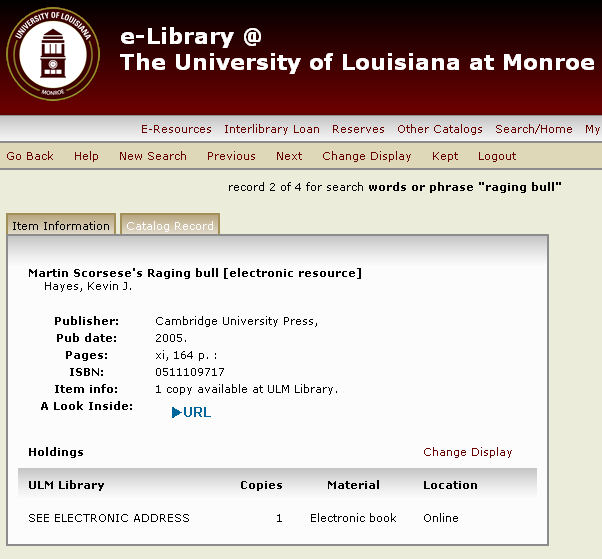 UNIVERSITY OF LOUISIANA
MONROE
e-Library @
The University of Louisiana at Monroe
E-Resources Interlibrary Loan Reserves Other Catalogs Search/Home My
Go Back Help New Search Previous Next Change Display Kept Logout
record 2 of 4 for search words or phrase "raging bull"
Item Information Catalog Record
Martin Scorsese's Raging bull [electronic resource]
Hayes, Kevin J.
Publisher: Cambridge University Press,
Pub date: 2005.
Pages: xi, 164 p. :
ISBN: 0511109717
Item info: 1 copy available at ULM Library.
A Look Inside: URL
Holdings Change Display
ULM Library Copies Material Location
SEE ELECTRONIC ADDRESS 1 Electronic book Online